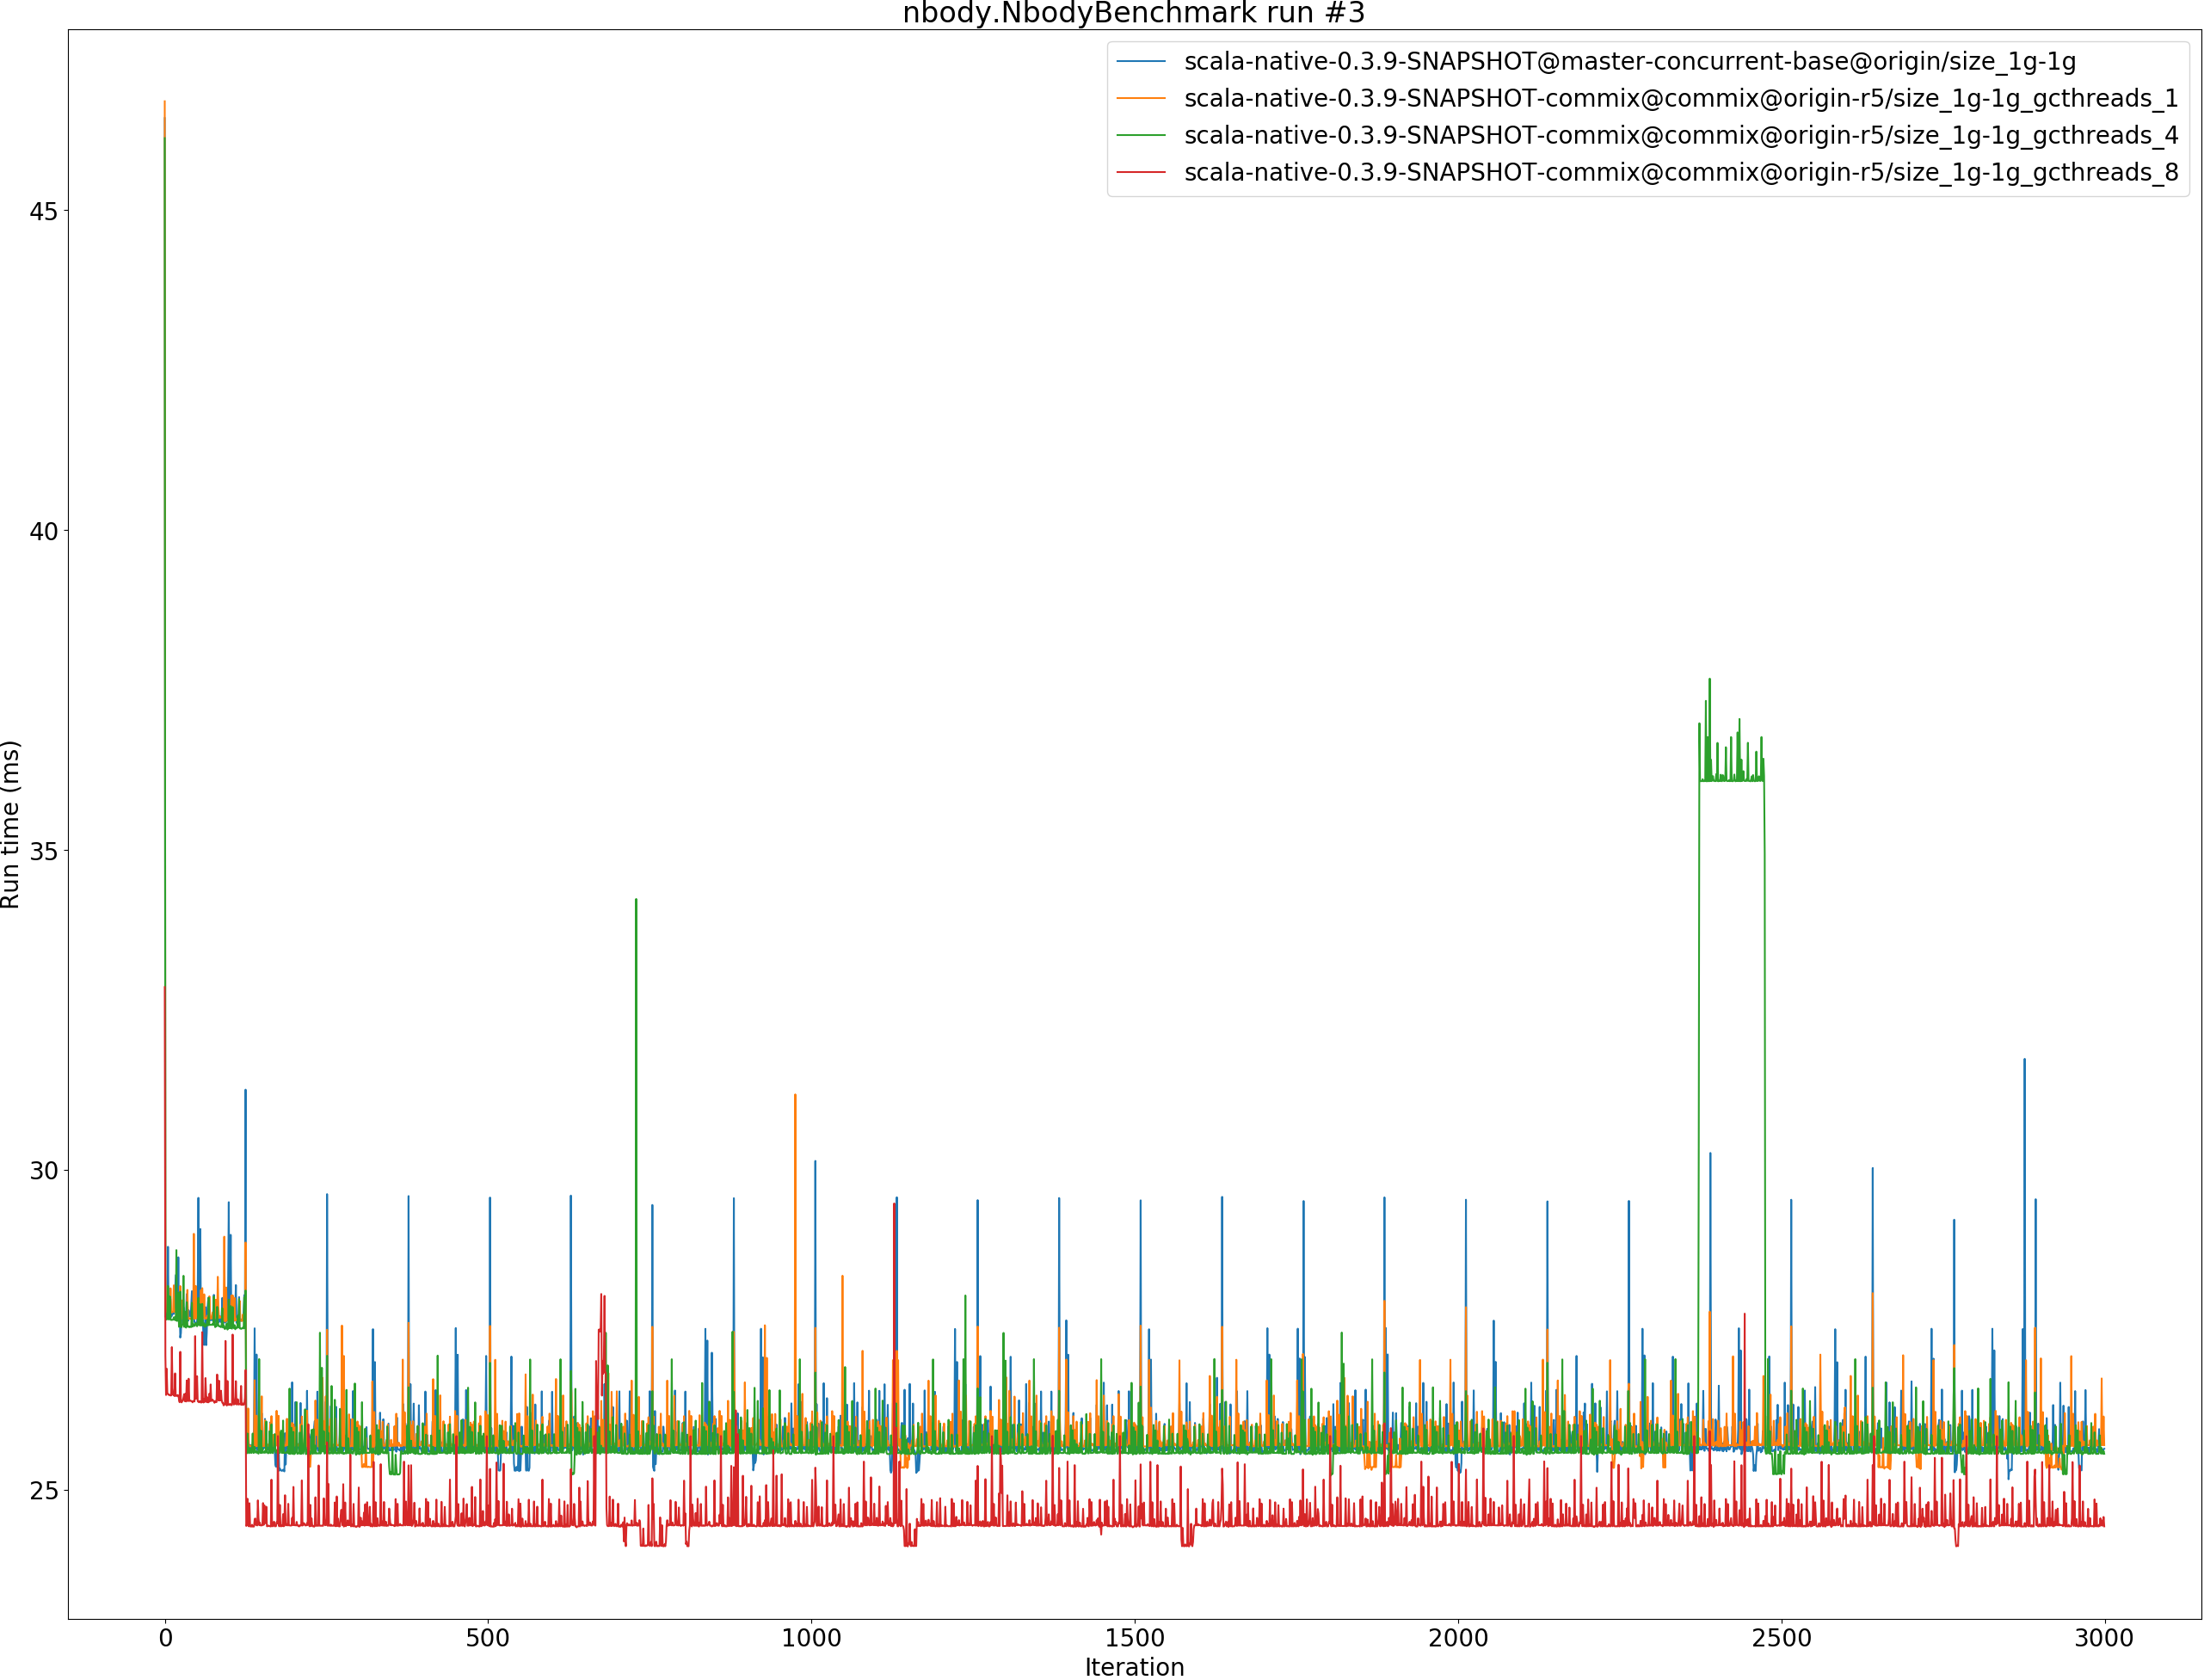 nbody.NbodyBenchmark run #3
scala-native-0.3.9-SNAPSHOT@master-concurrent-base@origin/size_1g-1g
scala-native-0.3.9-SNAPSHOT-commix@commix@origin-r5/size_1g-1g_gcthreads_1
scala-native-0.3.9-SNAPSHOT-commix@commix@origin-r5/size_1g-1g_gcthreads_4
scala-native-0.3.9-SNAPSHOT-commix@commix@origin-r5/size_1g-1g_gcthreads_8
Run time (ms)
45
40
35
30
25
0 500 1000 1500 2000 2500 3000
Iteration